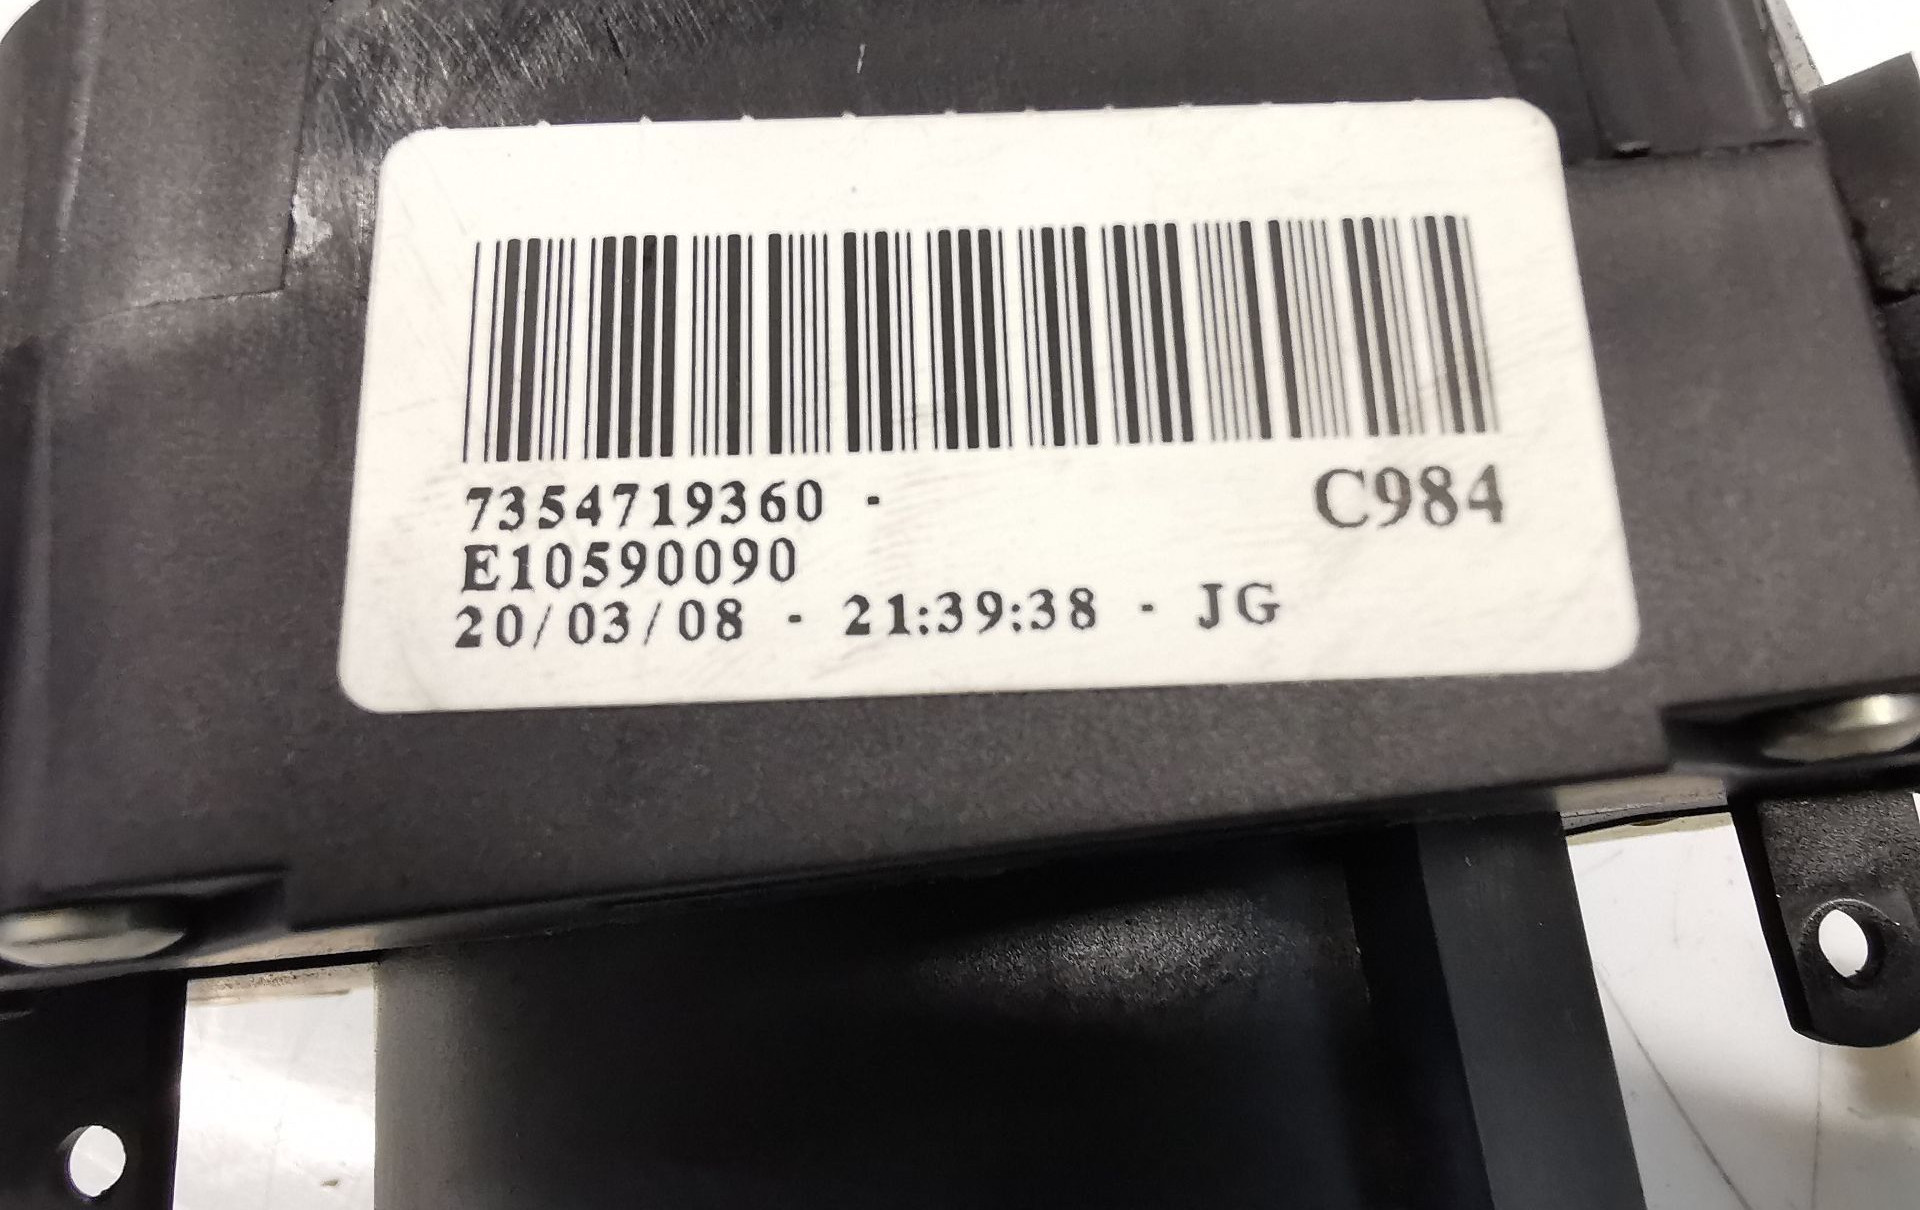 7354719360 - C984
E10590090
20/03/08 - 21:39:38 - JG